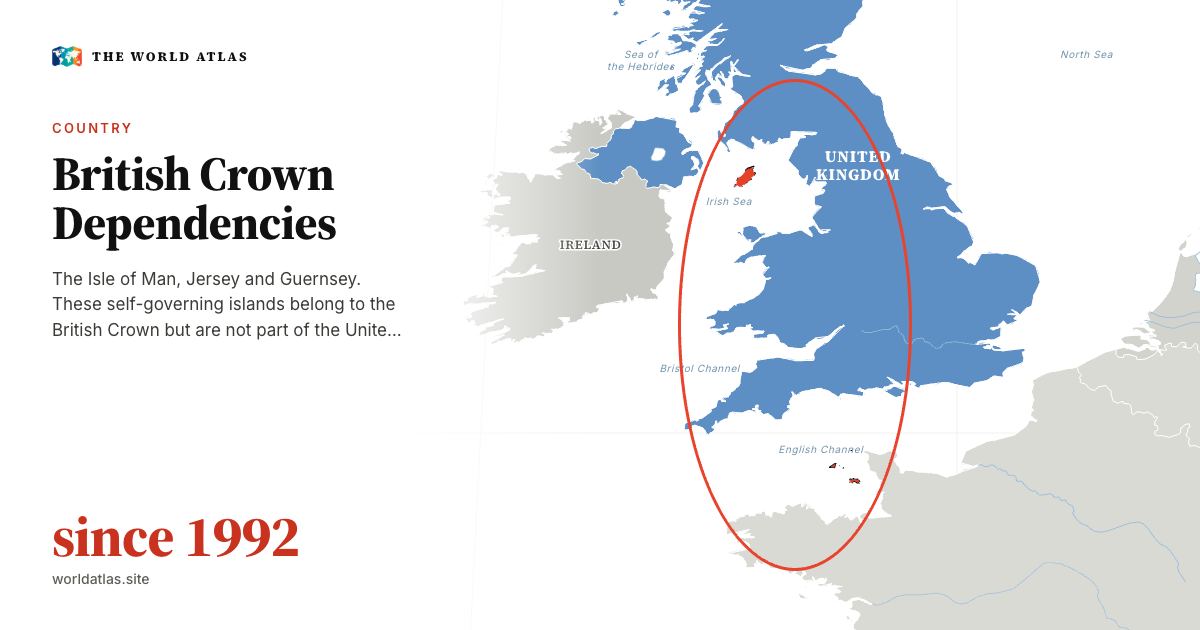 THE WORLD ATLAS
COUNTRY
British Crown
Dependencies
The Isle of Man, Jersey and Guernsey.
These self-governing islands belong to the
British Crown but are not part of the Unite...
since 1992
worldatlas.site
Sea of
the Hebrides
North Sea
UNITED
KINGDOM
Irish Sea
IRELAND
Bristol Channel
English Channel